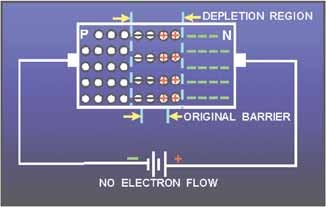 DEPLETION REGION
P N
ORIGINAL BARRIER
- +
NO ELECTRON FLOW